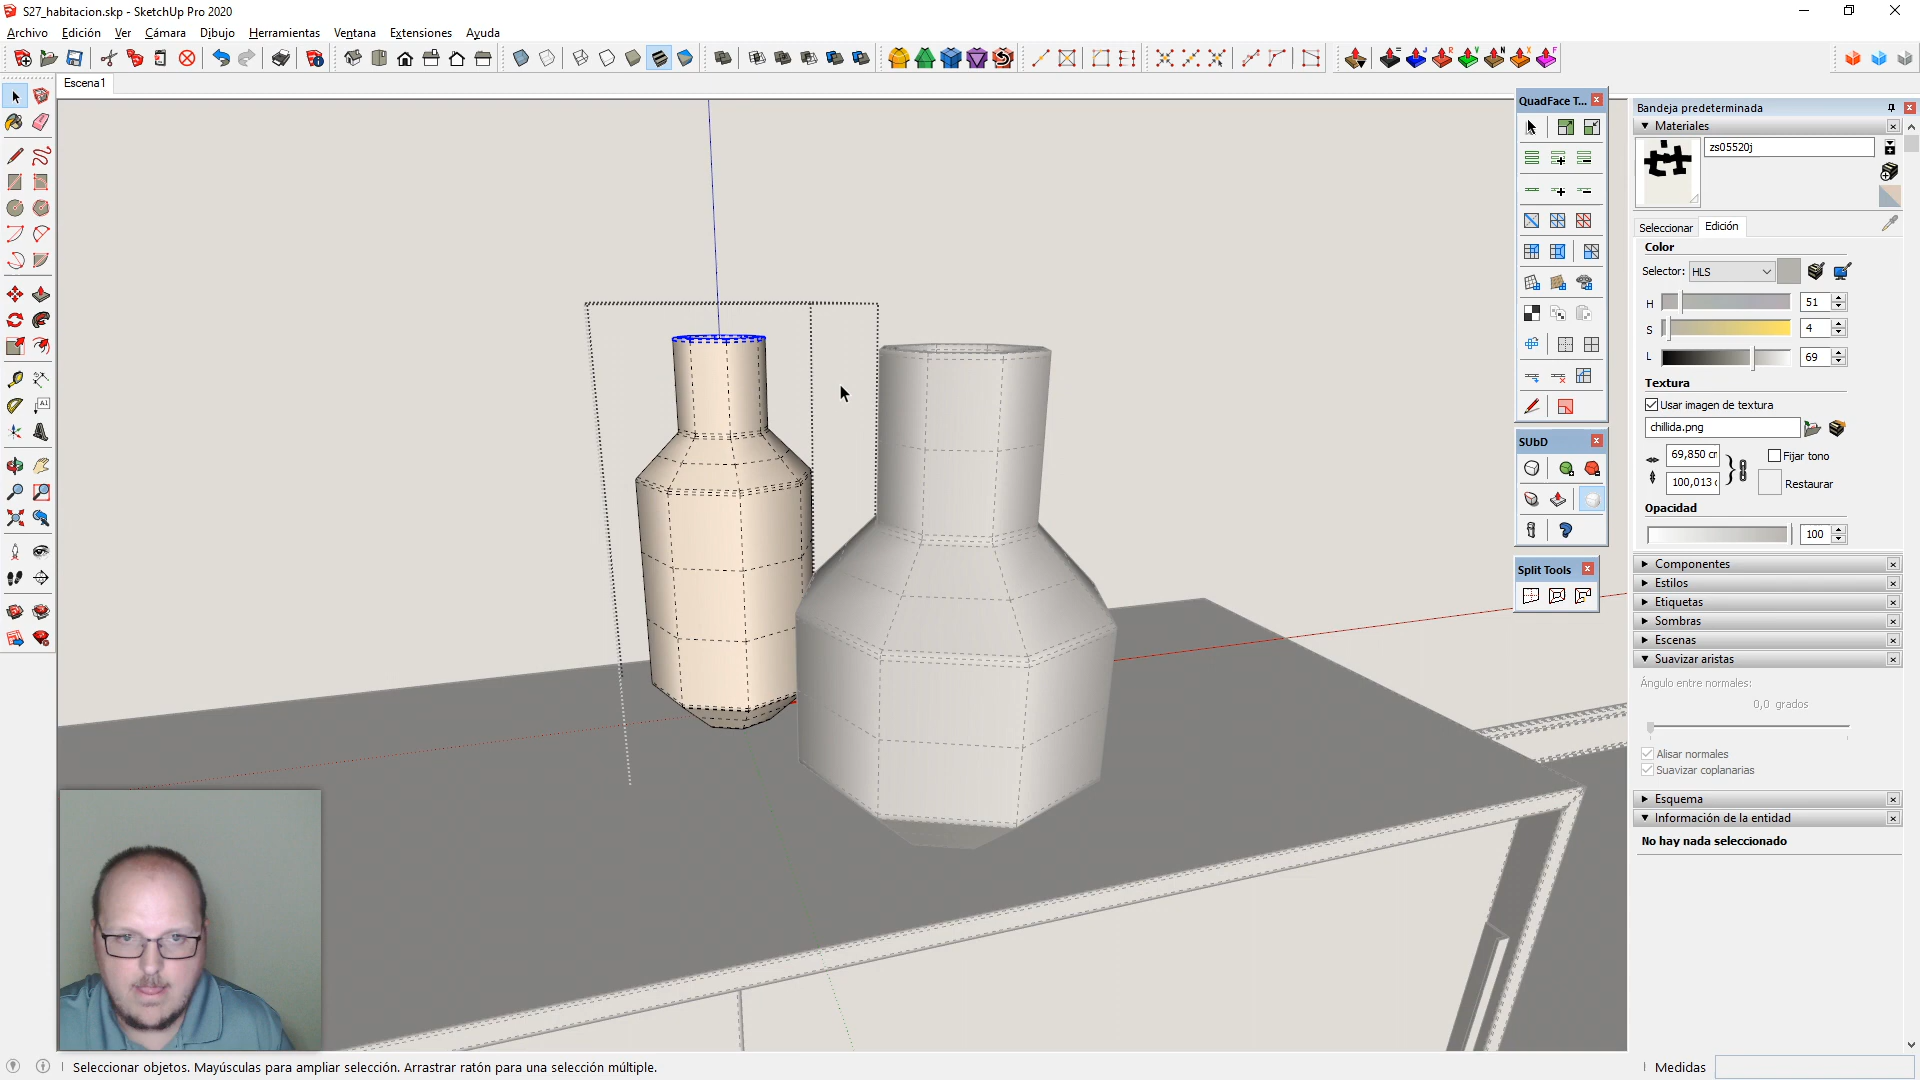 S27_habitacion.skp - SketchUp Pro 2020
Archivo Edición Ver Cámara Dibujo Herramientas Ventana Extensiones Ayuda
Escena1
QuadFace T...
SUbD
Split Tools
Bandeja predeterminada
Materiales
zs05520j
Seleccionar Edición
Color
Selector: HLS
H 51
S 4
L 69
Textura
Usar imagen de textura
chillida.png
69,850 cr
Fijar tono
100,013
Restaurar
Opacidad
100
Componentes
Estilos
Etiquetas
Sombras
Escenas
Suavizar aristas
Ángulo entre normales:
0,0 grados
Alisar normales
Suavizar coplanarias
Esquema
Información de la entidad
No hay nada seleccionado
Seleccionar objetos. Mayúsculas para ampliar selección. Arrastrar ratón para una selección múltiple.
Medidas